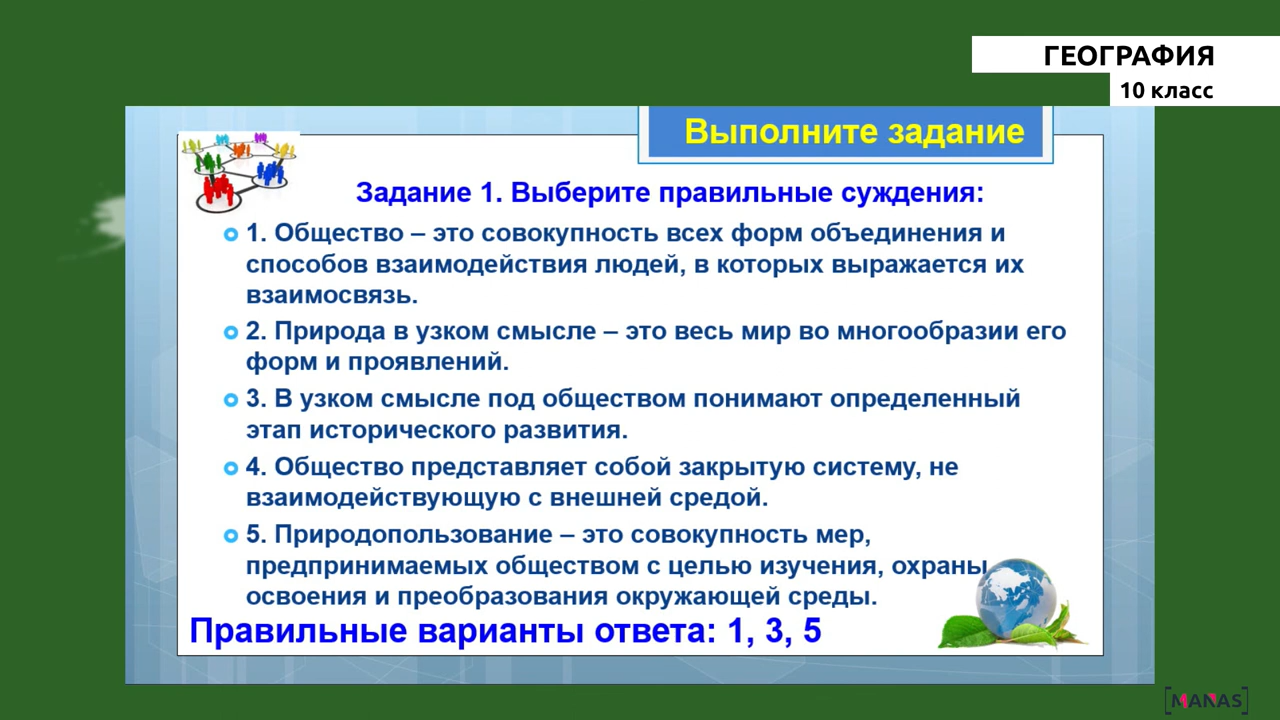 ГЕОГРАФИЯ
10 класс
Выполните задание
Задание 1. Выберите правильные суждения:
1. Общество – это совокупность всех форм объединения и
способов взаимодействия людей, в которых выражается их
взаимосвязь.
2. Природа в узком смысле – это весь мир во многообразии его
форм и проявлений.
3. В узком смысле под обществом понимают определенный
этап исторического развития.
4. Общество представляет собой закрытую систему, не
взаимодействующую с внешней средой.
5. Природопользование – это совокупность мер,
предпринимаемых обществом с целью изучения, охраны
освоения и преобразования окружающей среды.
Правильные варианты ответа: 1, 3, 5
[MANAS]